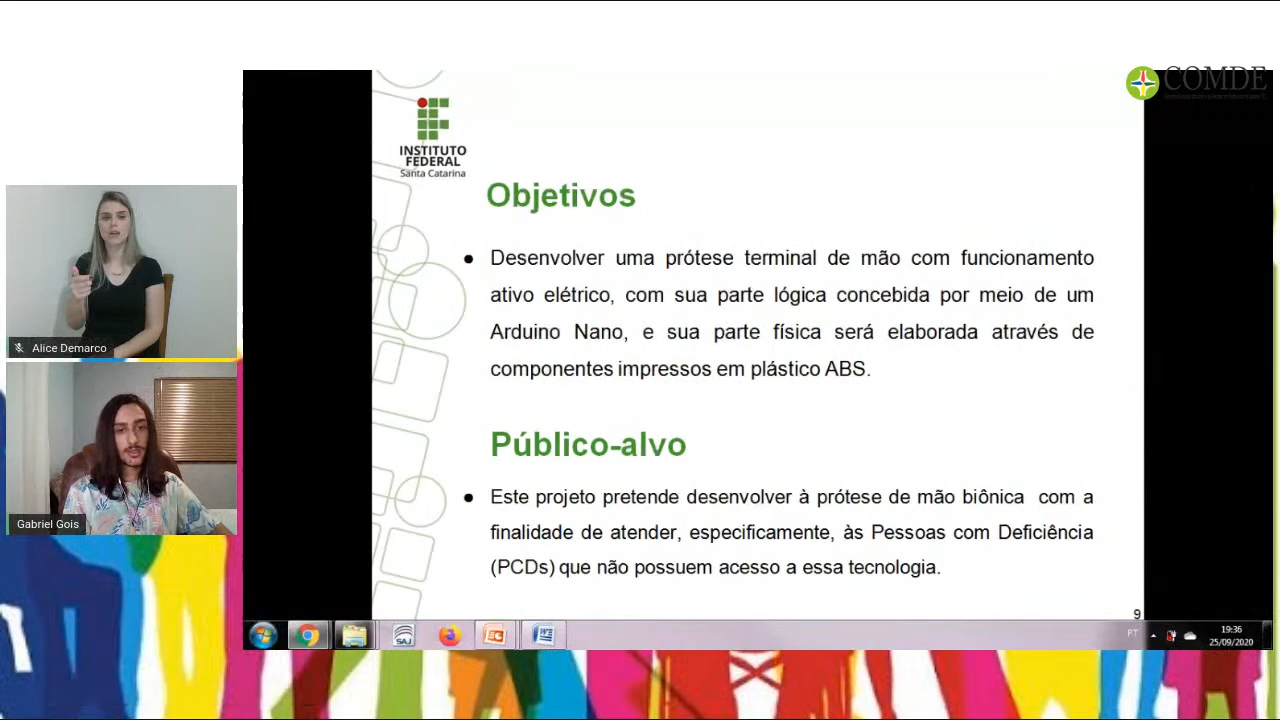 COMDE
INSTITUTO
FEDERAL
Santa Catarina
Objetivos
● Desenvolver uma prótese terminal de mão com funcionamento
ativo elétrico, com sua parte lógica concebida por meio de um
Arduino Nano, e sua parte física será elaborada através de
componentes impressos em plástico ABS.
Público-alvo
● Este projeto pretende desenvolver à prótese de mão biônica com a
finalidade de atender, especificamente, às Pessoas com Deficiência
(PCDs) que não possuem acesso a essa tecnologia.
9
Alice Demarco
Gabriel Gois
SAJ
PT
19:36
25/09/2020